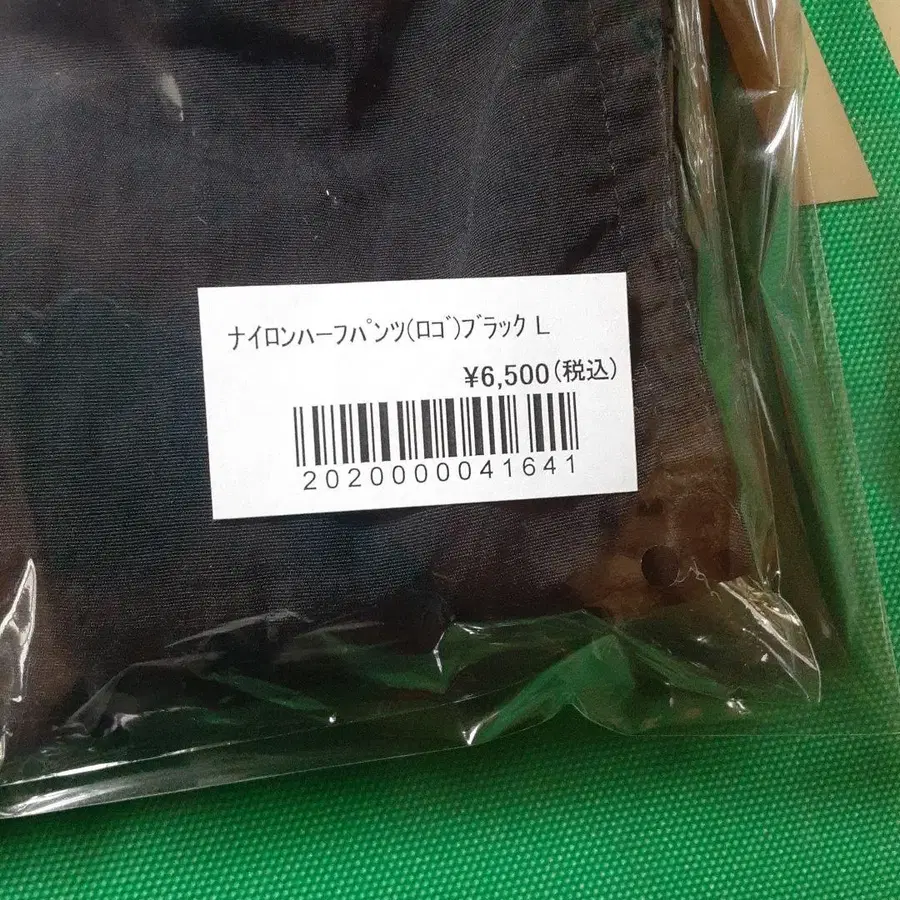 ナイロンハーフパンツ(ロゴ)ブラック L
¥6,500(税込)
2020000041641